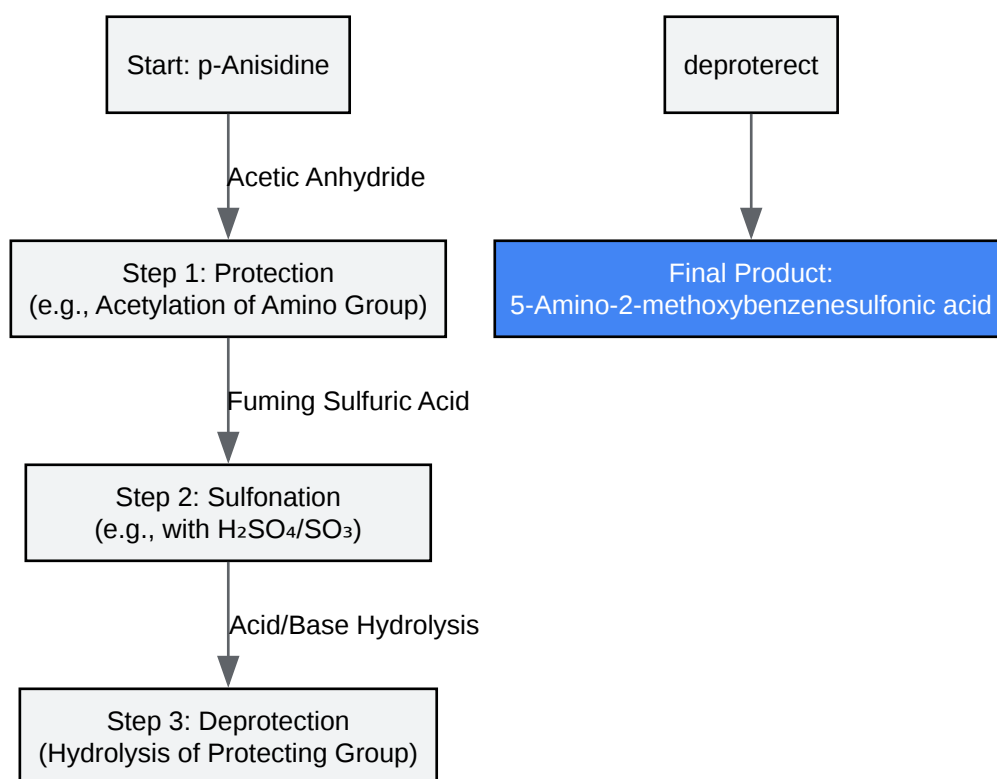 Start: p-Anisidine
deproterect
Acetic Anhydride
Step 1: Protection
(e.g., Acetylation of Amino Group)
Final Product:
5-Amino-2-methoxybenzenesulfonic acid
Fuming Sulfuric Acid
Step 2: Sulfonation
(e.g., with H₂SO₄/SO₃)
Acid/Base Hydrolysis
Step 3: Deprotection
(Hydrolysis of Protecting Group)